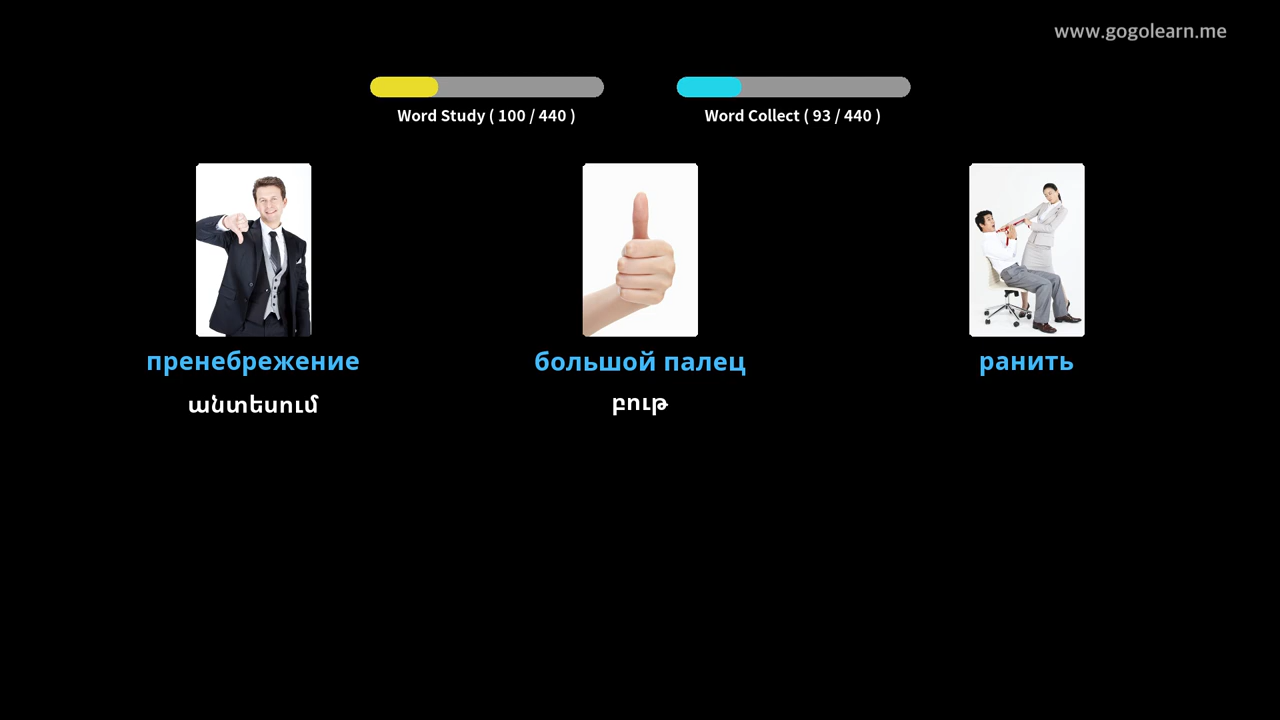 www.gogolearn.me
Word Study ( 100 / 440 )
Word Collect ( 93 / 440 )
пренебрежение
большой палец
ранить
անտեսում
բութ